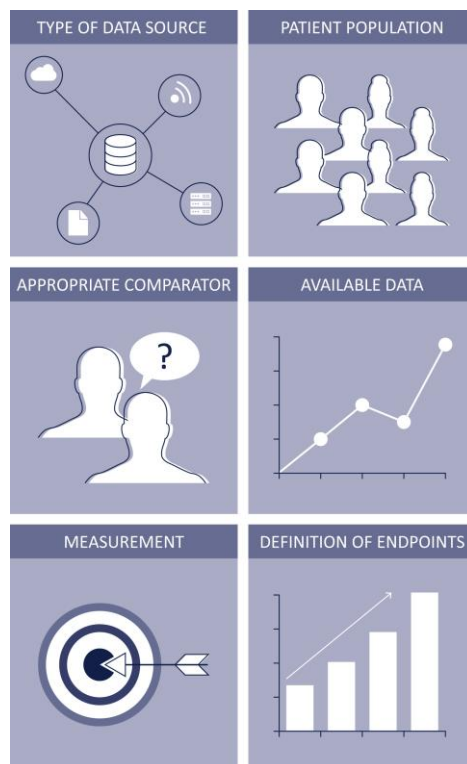 TYPE OF DATA SOURCE
PATIENT POPULATION
APPROPRIATE COMPARATOR
?
AVAILABLE DATA
MEASUREMENT
DEFINITION OF ENDPOINTS